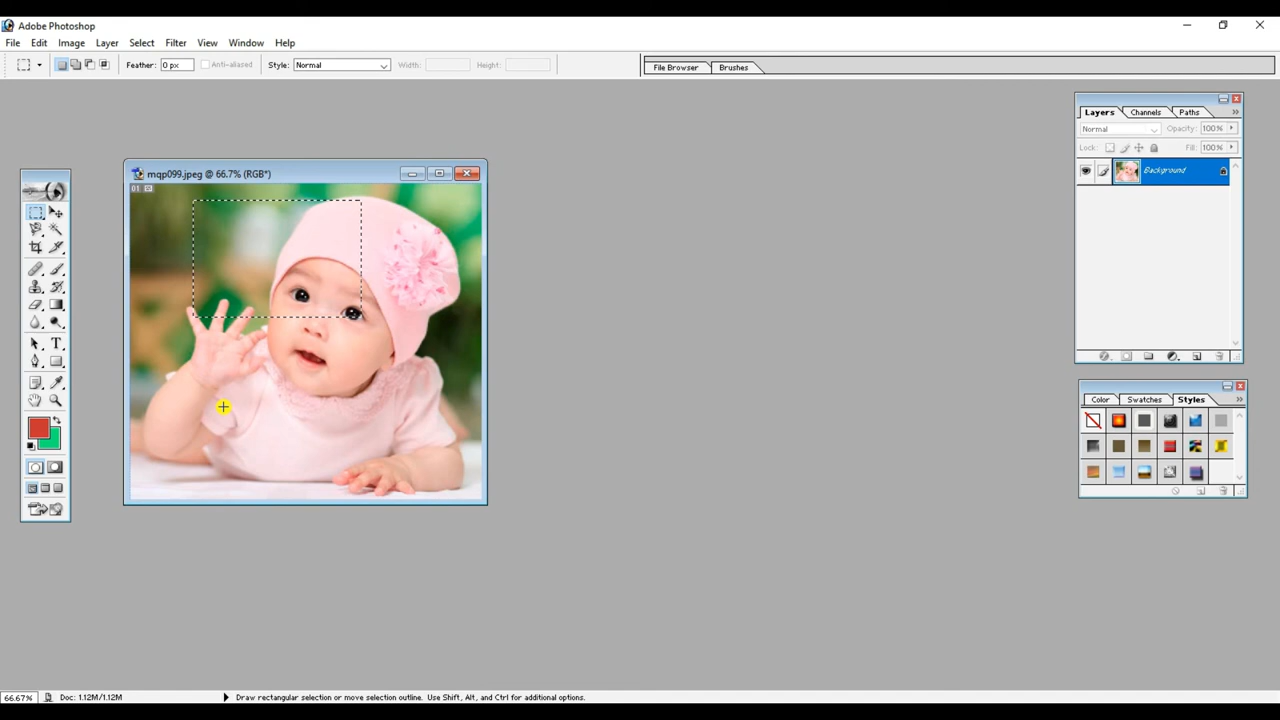 Adobe Photoshop
File Edit Image Layer Select Filter View Window Help
Feather: 0 px Anti-aliased Style: Normal Width: Height: File Browser Brushes
Layers Channels Paths
Normal Opacity: 100%
Lock: Fill: 100%
Background
mqp099.jpeg @ 66.7% (RGB*)
01
T
Color Swatches Styles
66.67% Doc: 1.12M/1.12M Draw rectangular selection or move selection outline. Use Shift, Alt, and Ctrl for additional options.